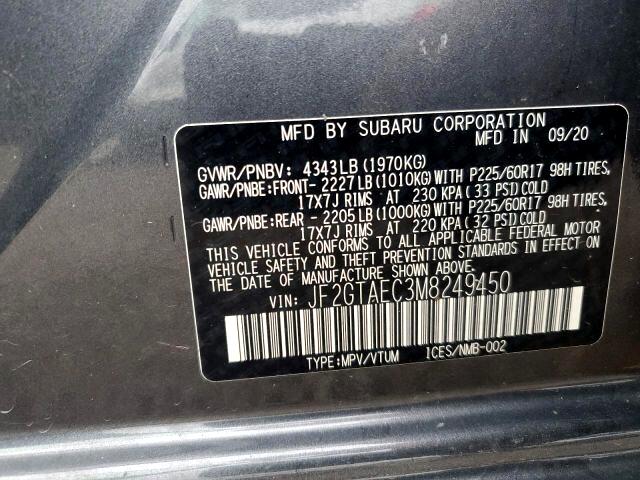 MFD BY SUBARU CORPORATION
MFD IN 09/20
GVWR/PNBV: 4343LB (1970KG)
GAWR/PNBE:FRONT- 2227LB (1010KG)WITH P225/60R17 98H TIRES,
17X7J RIMS AT 230 KPA (33 PSI)COLD
GAWR/PNBE:REAR - 2205LB (1000KG)WITH P225/60R17 98H TIRES,
17X7J RIMS AT 220 KPA (32 PSI)COLD
THIS VEHICLE CONFORMS TO ALL APPLICABLE FEDERAL MOTOR
VEHICLE SAFETY AND THEFT PREVENTION STANDARDS IN EFFECT ON
THE DATE OF MANUFACTURE SHOWN ABOVE.
VIN: JF2GTAEC3M8249450
TYPE:MPV/VTUM ICES/NMB-002